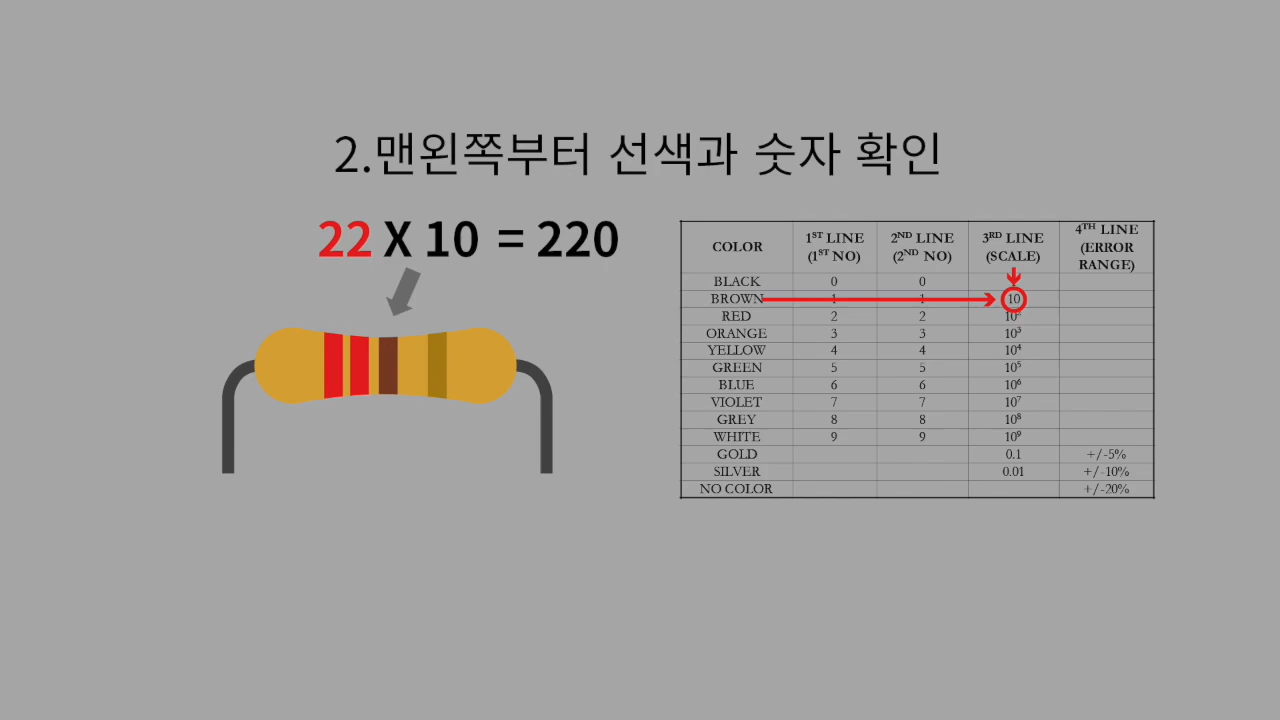 2.맨왼쪽부터 선색과 숫자 확인
22 X 10 = 220
COLOR 1ST LINE (1ST NO) 2ND LINE (2ND NO) 3RD LINE (SCALE) 4TH LINE (ERROR RANGE)
BLACK 0 0
BROWN 1 1 10
RED 2 2 10²
ORANGE 3 3 10³
YELLOW 4 4 10⁴
GREEN 5 5 10⁵
BLUE 6 6 10⁶
VIOLET 7 7 10⁷
GREY 8 8 10⁸
WHITE 9 9 10⁹
GOLD 0.1 +/-5%
SILVER 0.01 +/-10%
NO COLOR +/-20%